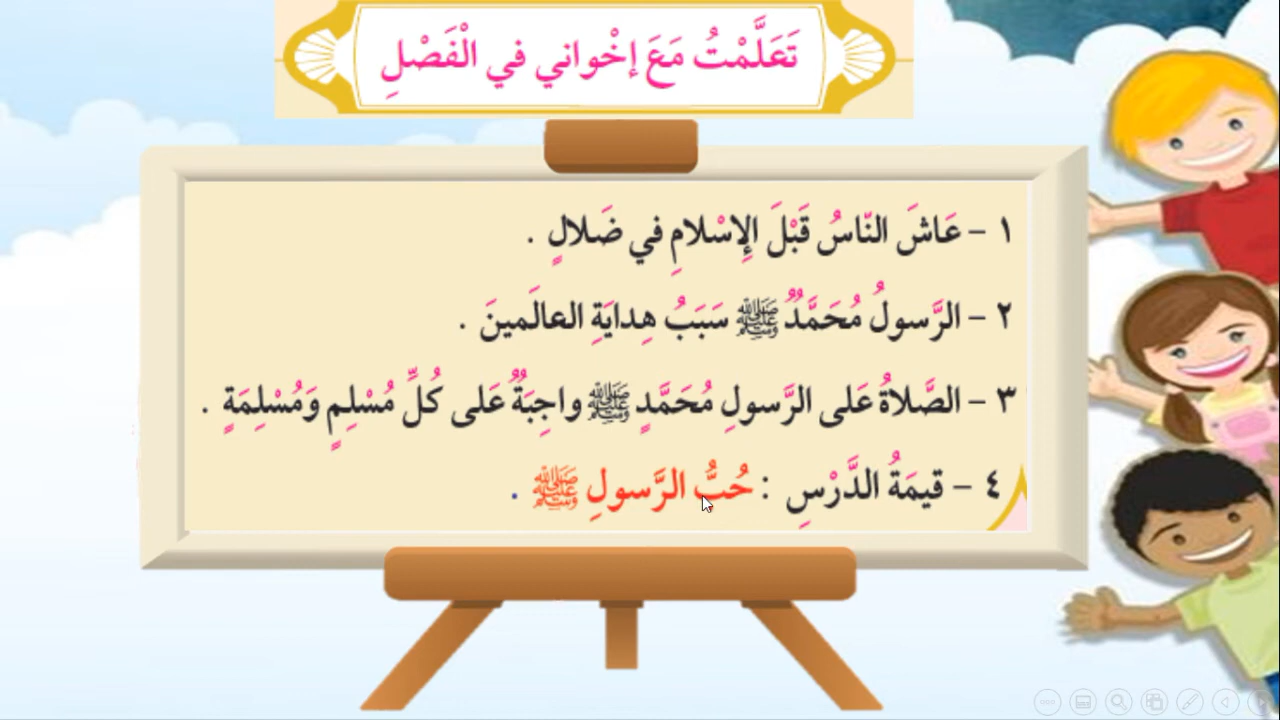 تَعَلَّمْتُ مَعَ إخْواني في الْفَصْلِ
١ – عَاشَ النّاسُ قَبْلَ الإِسْلامِ في ضَلالٍ .
٢ – الرَّسولُ مُحَمَّدٌ ﷺ سَبَبُ هِدايَةِ العالَمينَ .
٣ – الصَّلاةُ عَلى الرَّسولِ مُحَمَّدٍ ﷺ واجِبَةٌ عَلى كُلِّ مُسْلِمٍ وَمُسْلِمَةٍ .
٤ – قيمَةُ الدَّرْسِ : حُبُّ الرَّسولِ ﷺ .